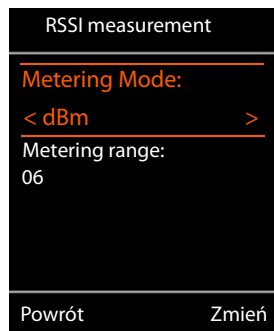 RSSI measurement
Metering Mode:
< dBm >
Metering range:
06
Powrót Zmień